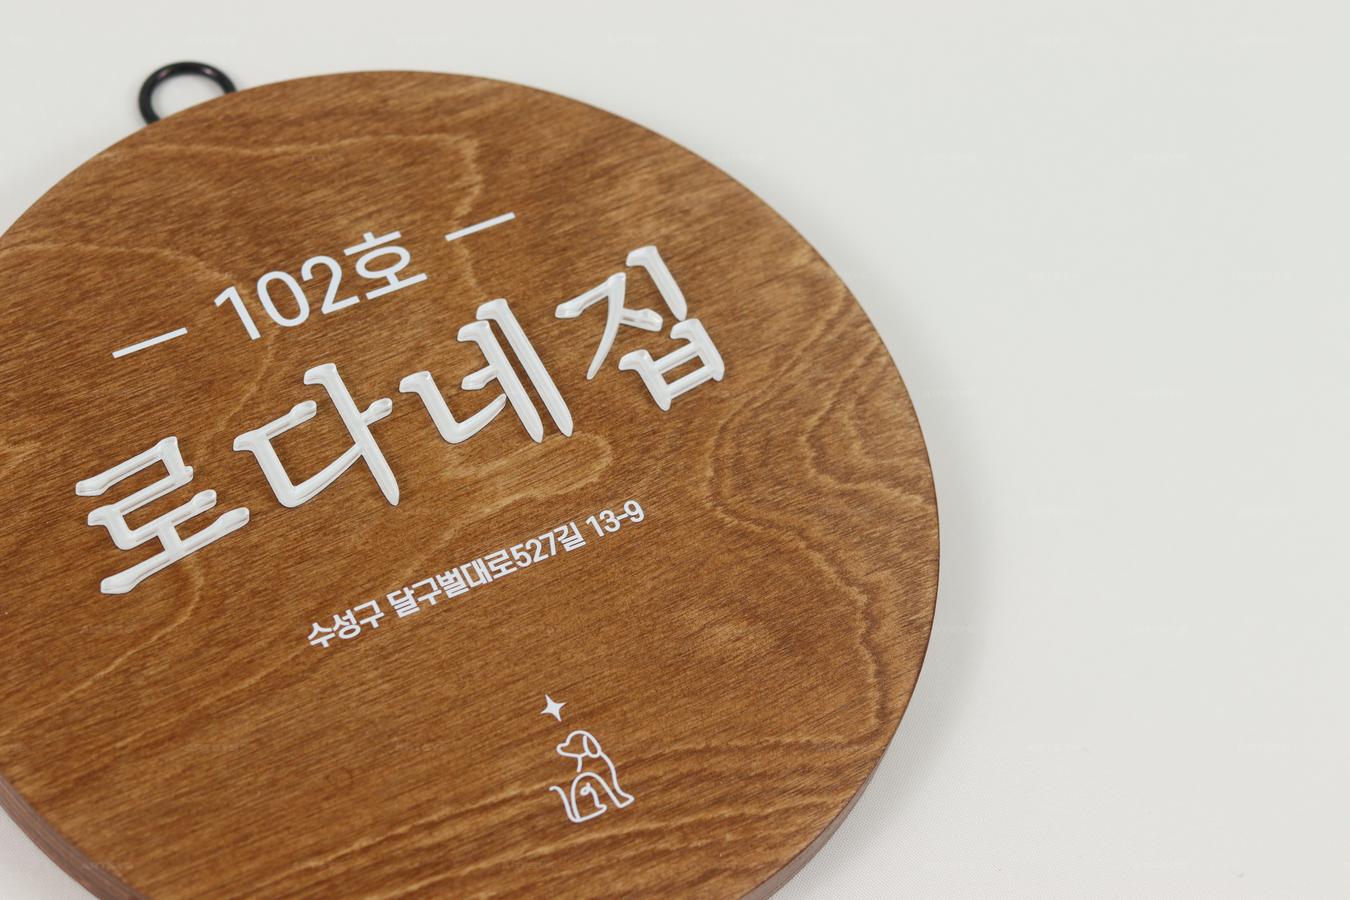 — 102호 —
로다네집
수성구 달구벌대로527길 13-9